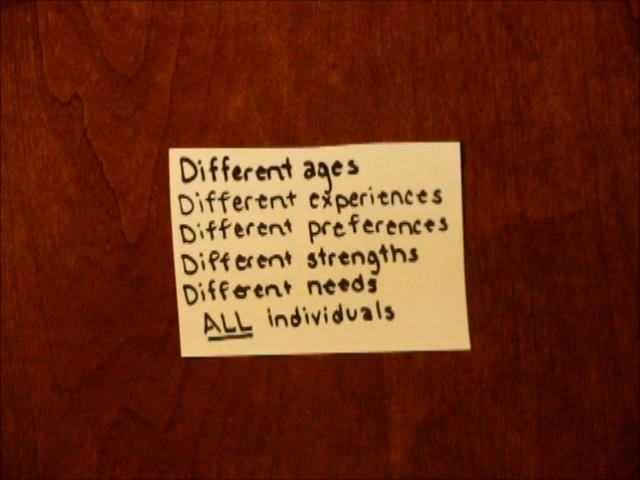 Different ages
Different experiences
Different preferences
Different strengths
Different needs
ALL individuals